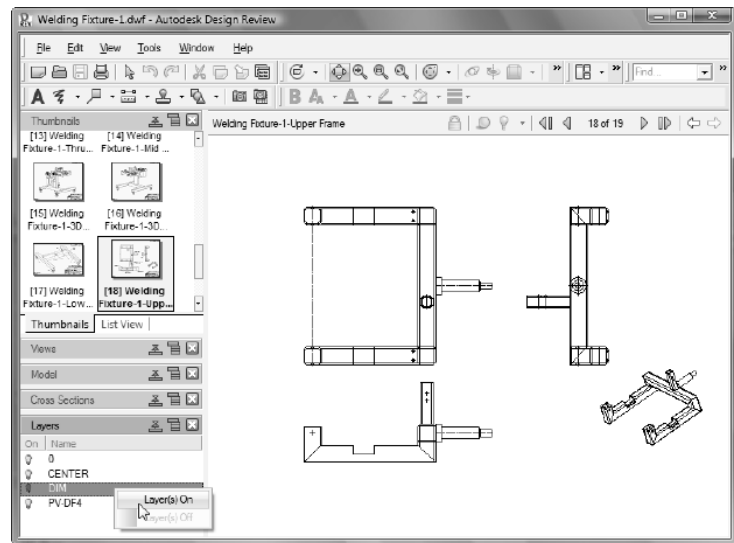 Welding Fixture-1.dwf - Autodesk Design Review
File Edit View Tools Window Help
Find...
Thumbnails
[13] Welding Fixture-1-Thru...
[14] Welding Fixture-1-Mid ...
[15] Welding Fixture-1-3D...
[16] Welding Fixture-1-3D...
[17] Welding Fixture-1-Low...
[18] Welding Fixture-1-Upp...
Thumbnails List View
Views
Model
Cross Sections
Layers
On Name
0
CENTER
DIM
PV-DF4
Layer(s) On
Layer(s) Off
Welding Fixture-1-Upper Frame
18 of 19